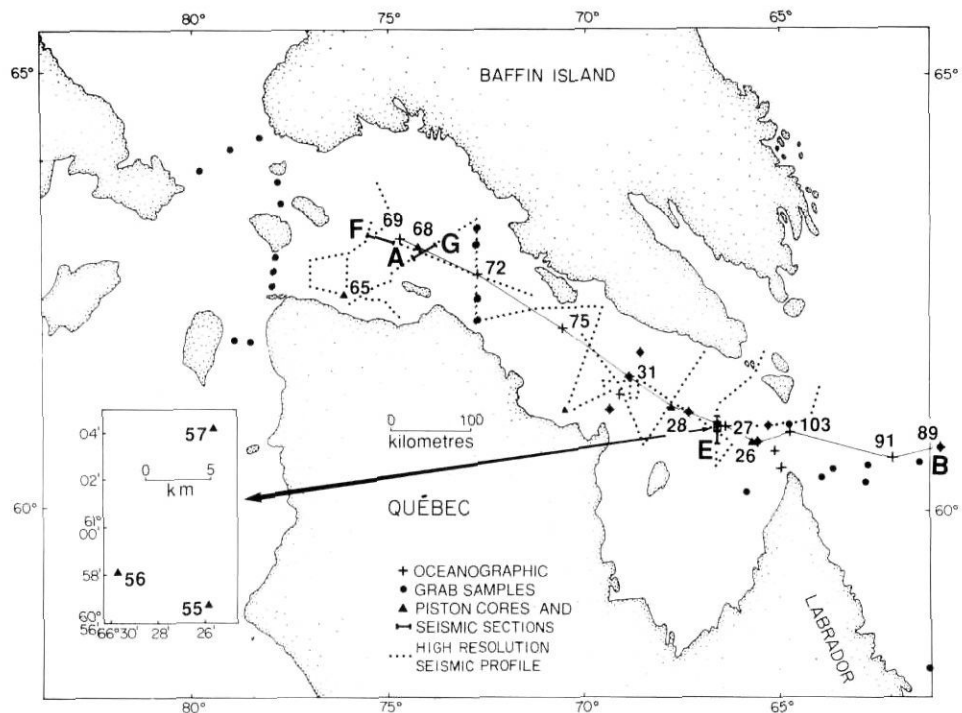 80° 75° 70° 65°
65° 65°
BAFFIN ISLAND
69
68
F
G
A
72
65
75
31
0 100
kilometres
28 27 103
E 26
91
89
B
60° 60°
QUÉBEC
LABRADOR
04'
57
0 5
km
02'
61°
00'
58'
56
55
60°
56'
66°30' 28' 26'
+ OCEANOGRAPHIC
● GRAB SAMPLES
▲ PISTON CORES AND
SEISMIC SECTIONS
HIGH RESOLUTION
SEISMIC PROFILE
75° 70° 65°